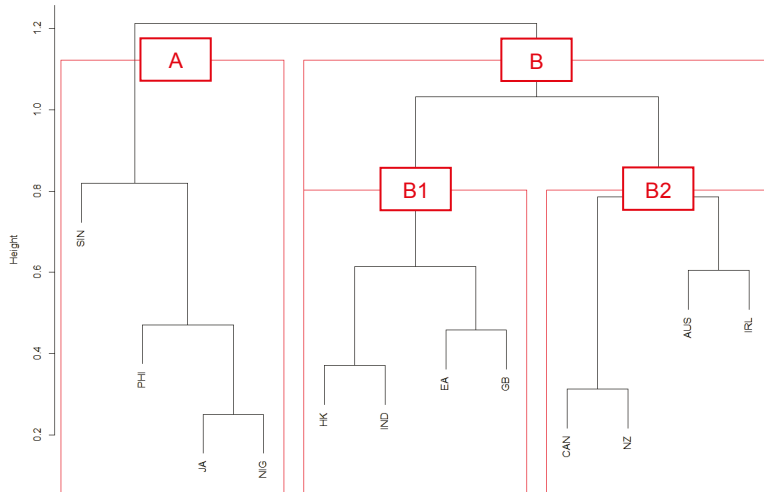 1.2
A
B
1.0
B1
B2
0.8
SIN
Height
0.6
AUS
IRL
0.4
PHI
EA
GB
HK
IND
0.2
CAN
NZ
JA
NIG